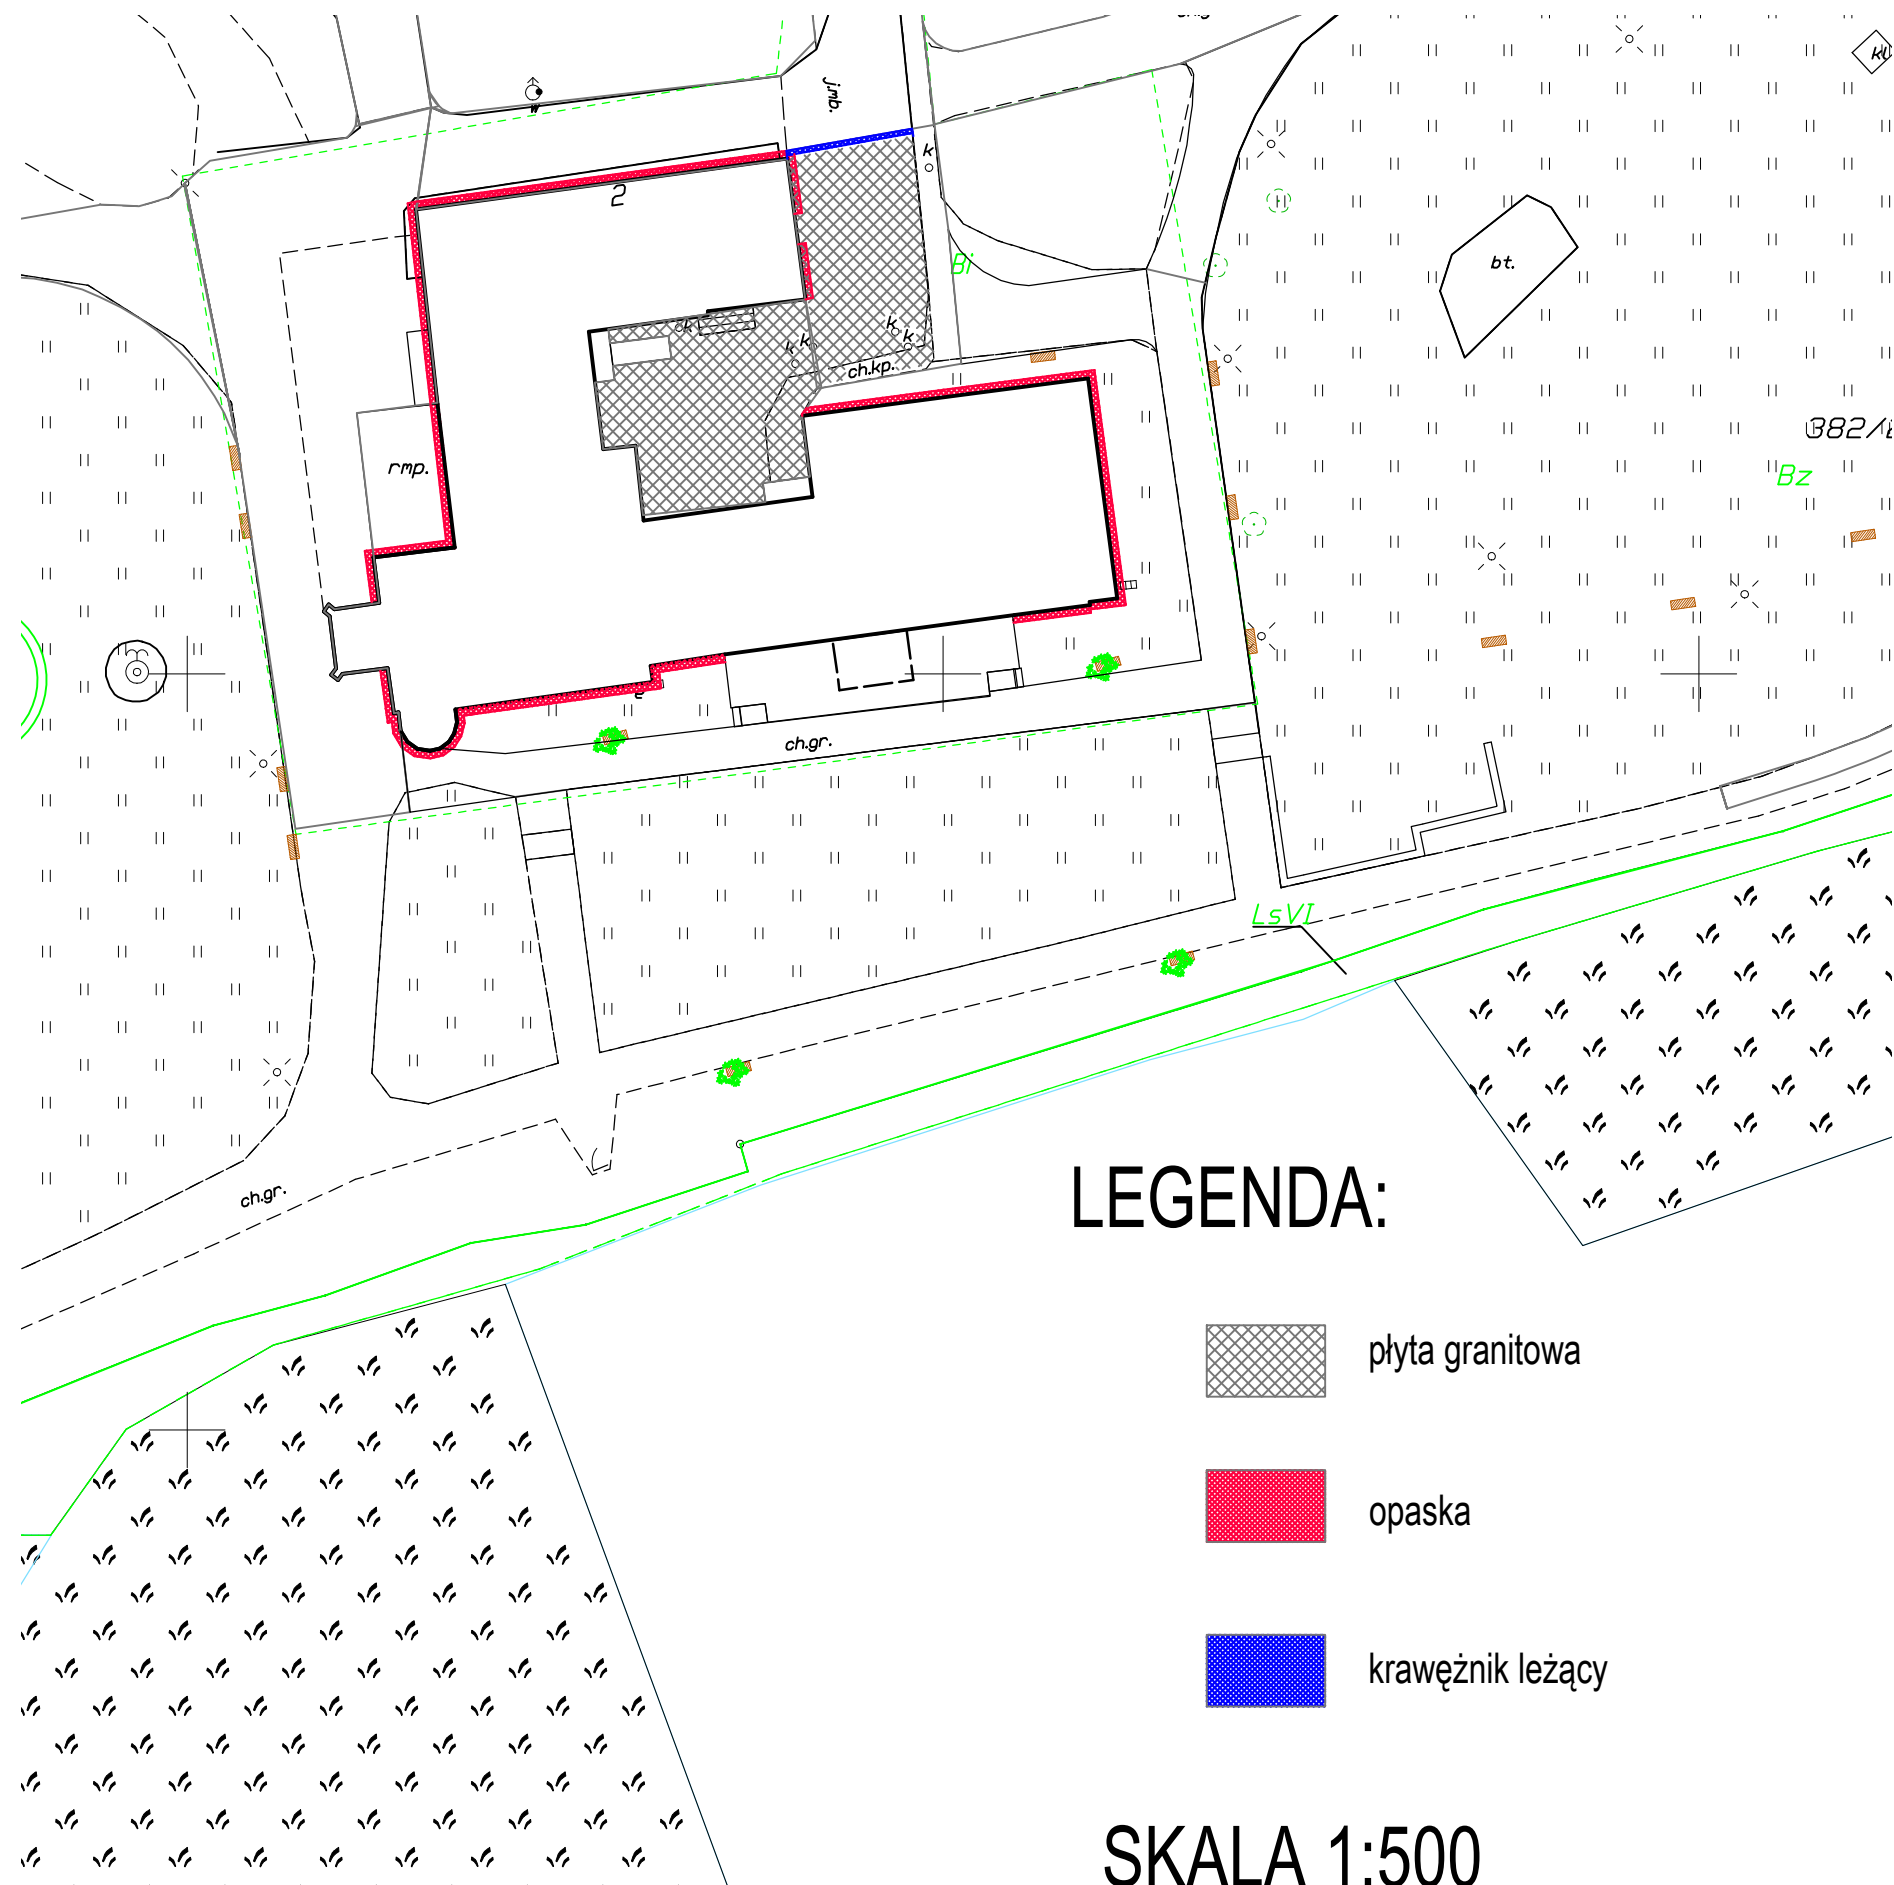 j.mb.
kl
w
k
2
bt.
Bi
k
k
k
k
k
ch.kp.
382/
rmp.
Bz
ch.gr.
LsVI
ch.gr.
LEGENDA:
płyta granitowa
opaska
krawężnik leżący
SKALA 1:500